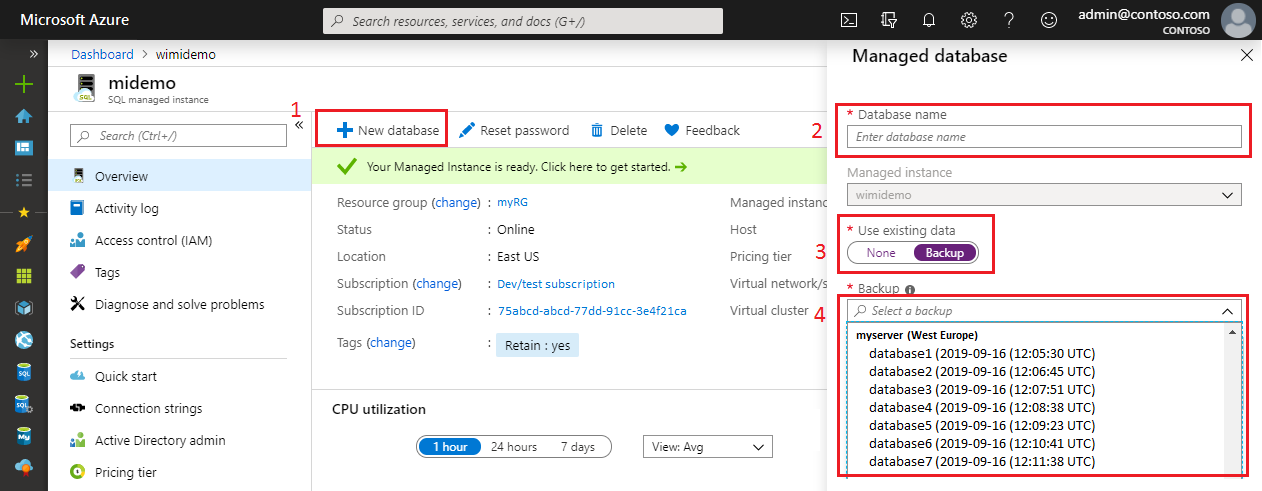 Microsoft Azure
Search resources, services, and docs (G+/)
admin@contoso.com
CONTOSO
Dashboard > wimidemo
midemo
SQL managed instance
SQL
Search (Ctrl+/)
Overview
Activity log
Access control (IAM)
Tags
Diagnose and solve problems
Settings
Quick start
Connection strings
Active Directory admin
Pricing tier
1
New database
Reset password
Delete
Feedback
Your Managed Instance is ready. Click here to get started.
Resource group (change) : myRG
Status : Online
Location : East US
Subscription (change) : Dev/test subscription
Subscription ID : 75abcd-abcd-77dd-91cc-3e4f21ca
Tags (change) : Retain : yes
Managed instanc
Host
Pricing tier
Virtual network/s
Virtual cluster
CPU utilization
1 hour 24 hours 7 days
View: Avg
Managed database
2
* Database name
Enter database name
Managed instance
wimidemo
3
* Use existing data
None Backup
* Backup
4
Select a backup
myserver (West Europe)
database1 (2019-09-16 (12:05:30 UTC)
database2 (2019-09-16 (12:06:45 UTC)
database3 (2019-09-16 (12:07:51 UTC)
database4 (2019-09-16 (12:08:38 UTC)
database5 (2019-09-16 (12:09:23 UTC)
database6 (2019-09-16 (12:10:41 UTC)
database7 (2019-09-16 (12:11:38 UTC)